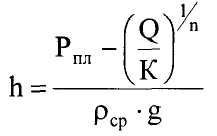 h = (Pпл − (Q/К)^(1/n)) / (ρср · g)